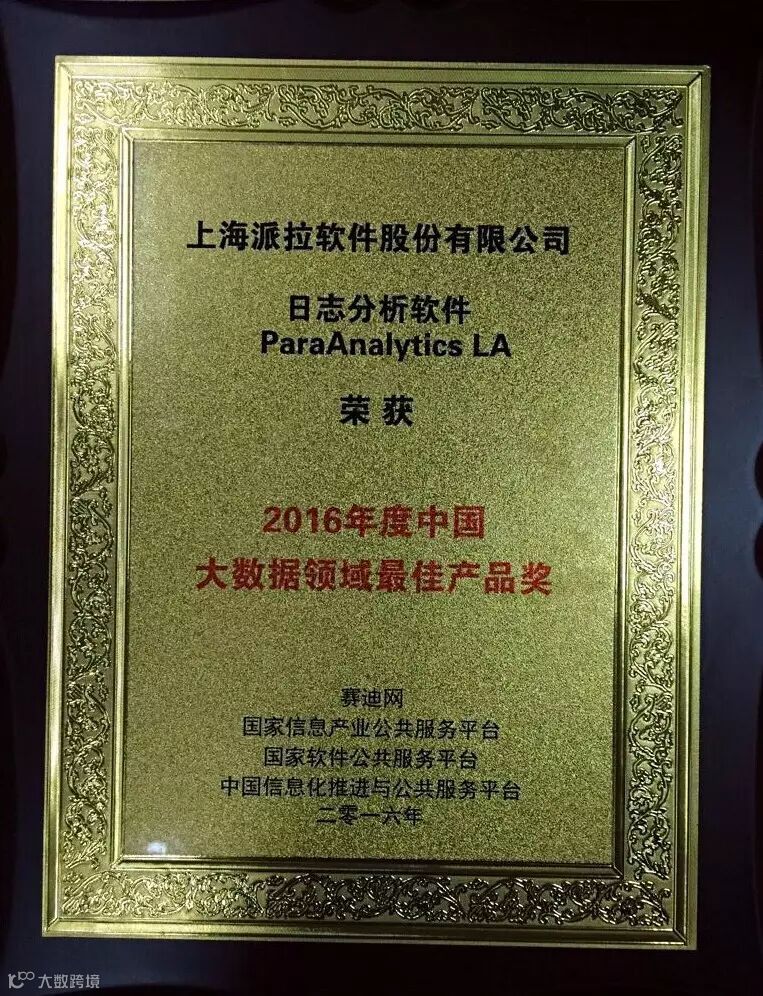 上海派拉软件股份有限公司
日志分析软件
ParaAnalytics LA
荣获
2016年度中国
大数据领域最佳产品奖
赛迪网
国家信息产业公共服务平台
国家软件公共服务平台
中国信息化推进与公共服务平台
二零一六年
大数跨境